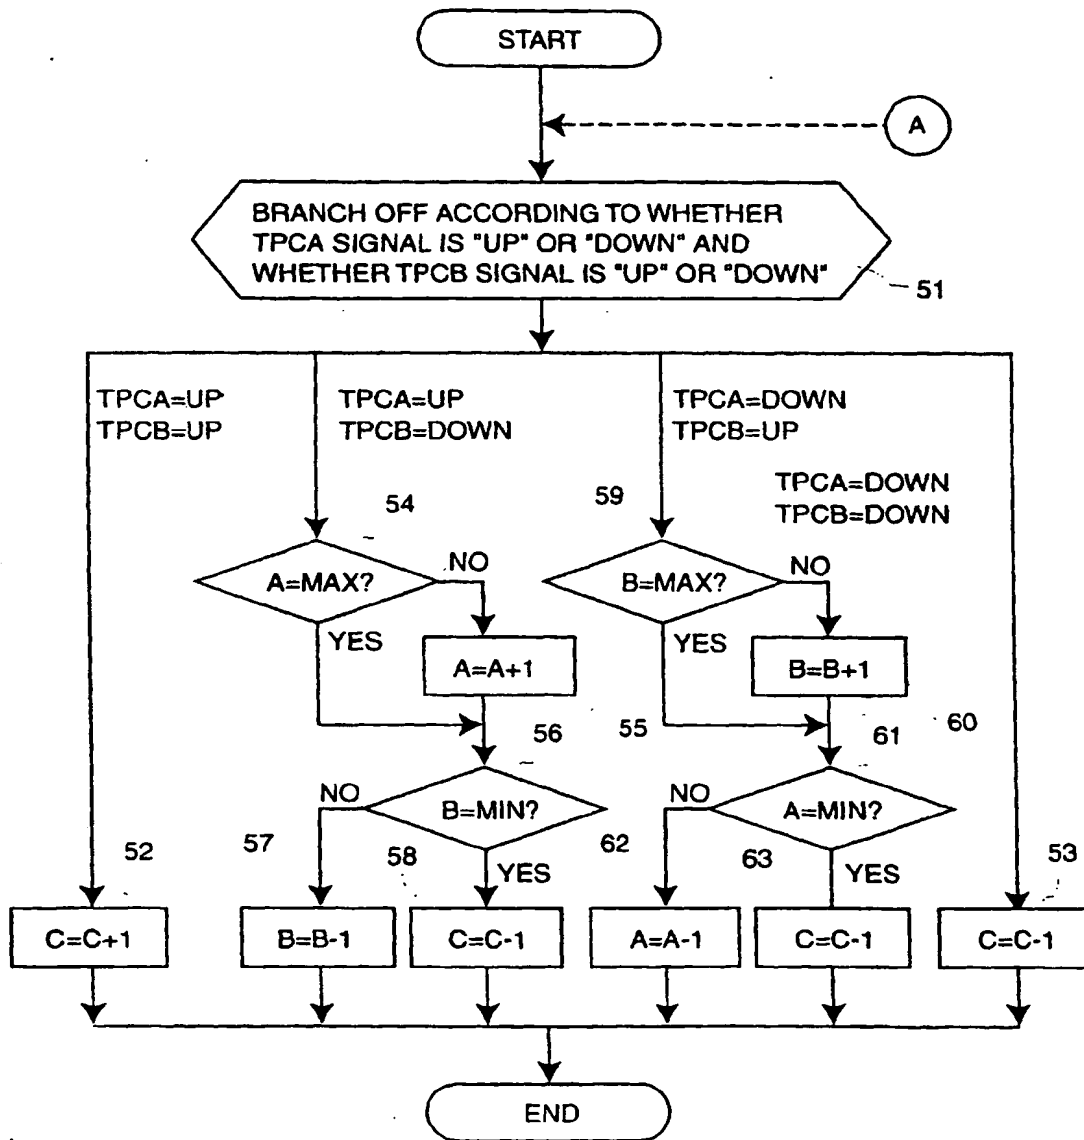 START
A
BRANCH OFF ACCORDING TO WHETHER
TPCA SIGNAL IS "UP" OR "DOWN" AND
WHETHER TPCB SIGNAL IS "UP" OR "DOWN"
51
TPCA=UP
TPCB=UP
TPCA=UP
TPCB=DOWN
TPCA=DOWN
TPCB=UP
TPCA=DOWN
TPCB=DOWN
54
59
A=MAX?
NO
YES
B=MAX?
NO
YES
A=A+1
B=B+1
56
55
61
60
NO
B=MIN?
YES
NO
A=MIN?
YES
52
57
58
62
63
53
C=C+1
B=B-1
C=C-1
A=A-1
C=C-1
C=C-1
END